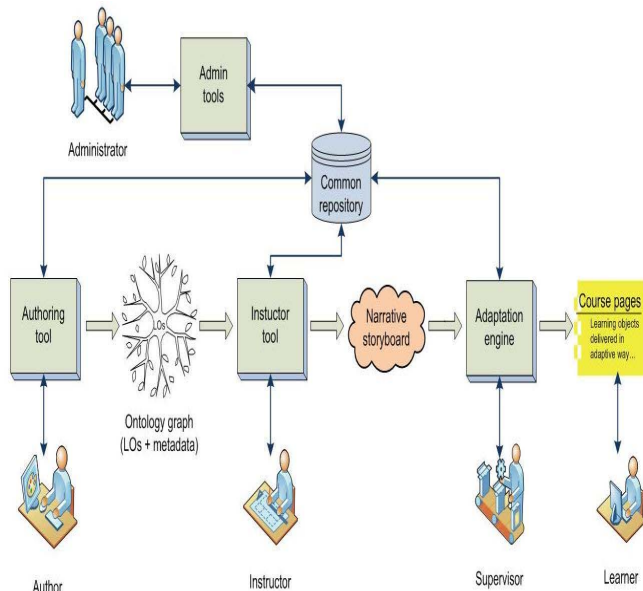 Admin
tools
Administrator
Common
repository
Authoring
tool
LOs
Instuctor
tool
Narrative
storyboard
Adaptation
engine
Course pages
Learning objects
delivered in
adaptive way...
Ontology graph
(LOs + metadata)
Author
Instructor
Supervisor
Learner